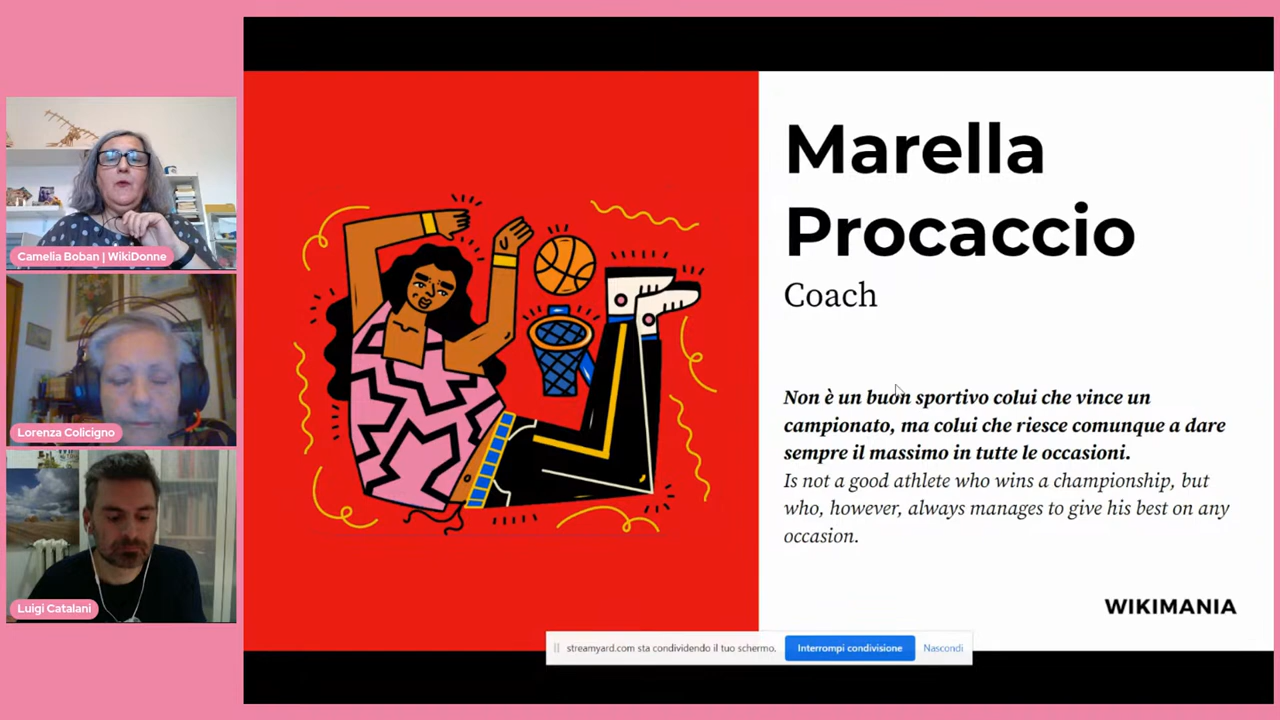 Camelia Boban | WikiDonne
Lorenza Colicigno
Luigi Catalani
Marella
Procaccio
Coach
Non è un buon sportivo colui che vince un
campionato, ma colui che riesce comunque a dare
sempre il massimo in tutte le occasioni.
Is not a good athlete who wins a championship, but
who, however, always manages to give his best on any
occasion.
WIKIMANIA
streamyard.com sta condividendo il tuo schermo.
Interrompi condivisione
Nascondi